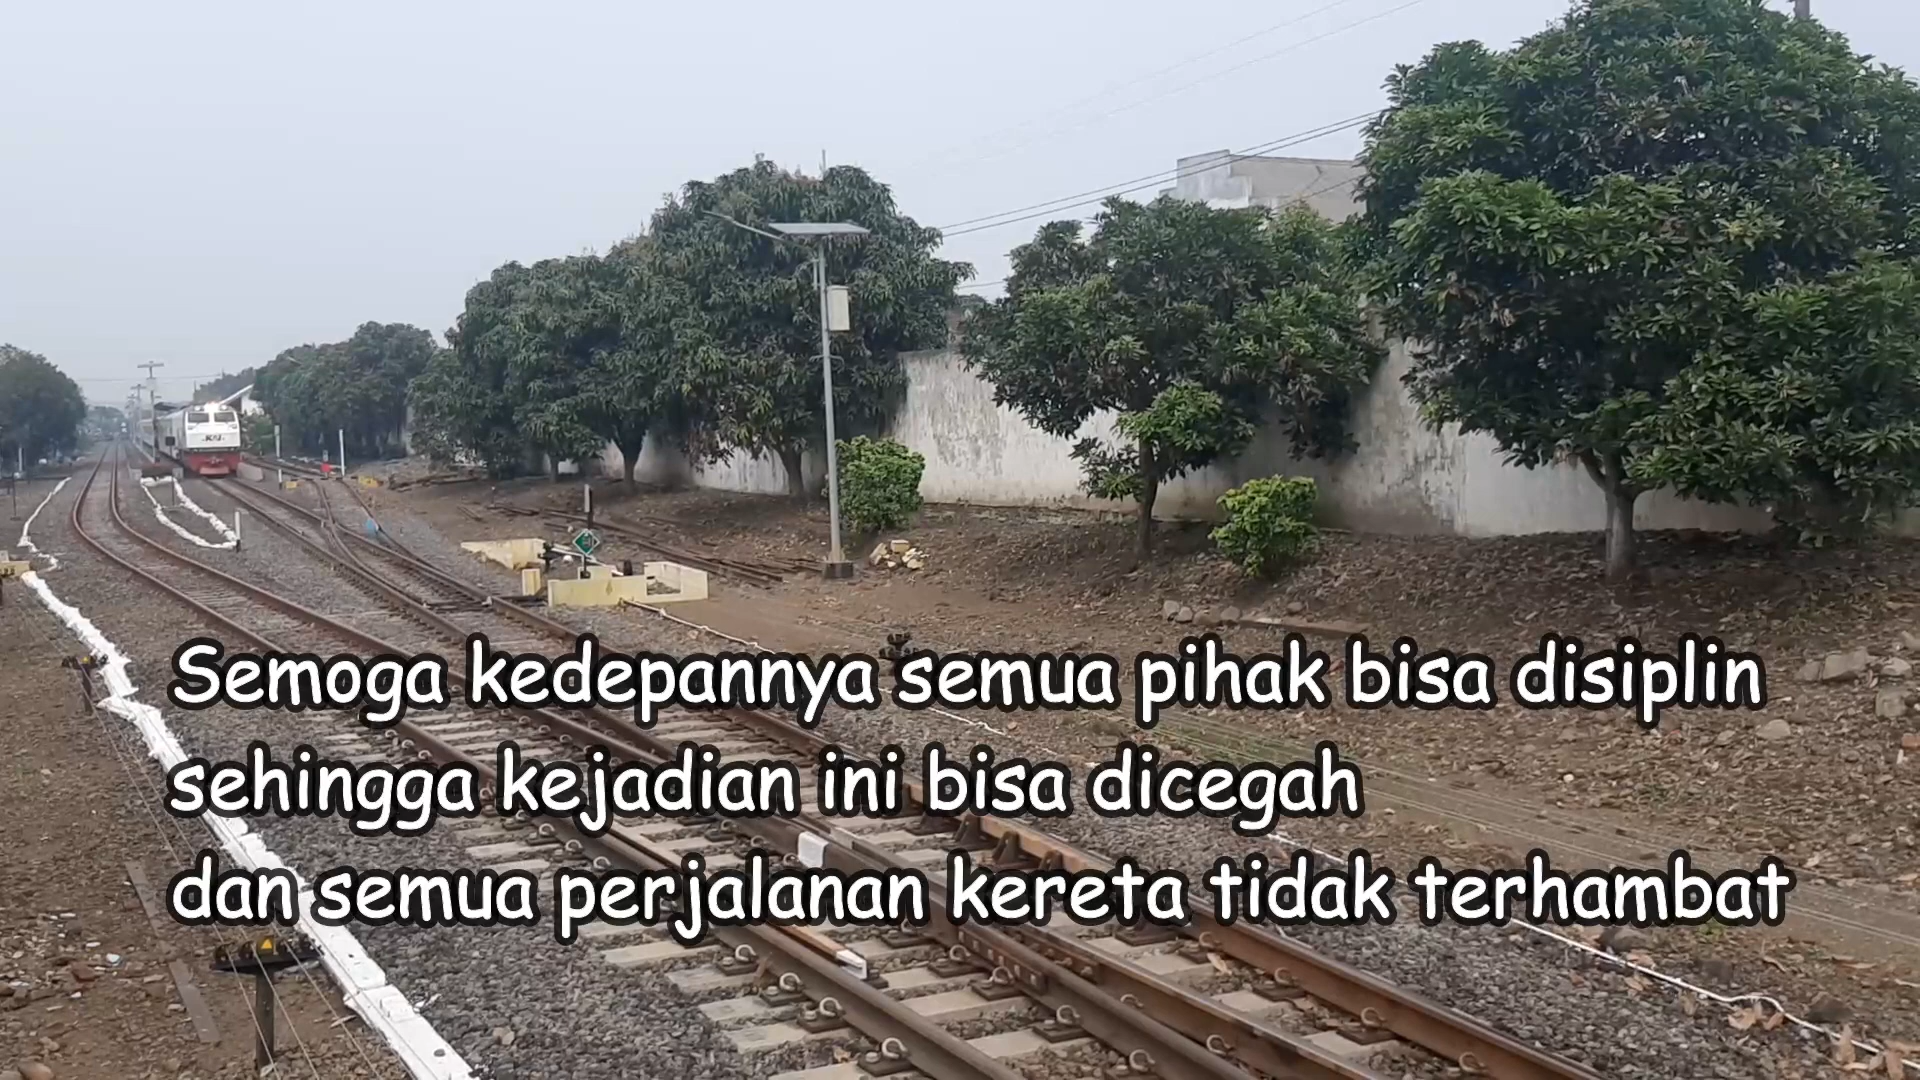 Semoga kedepannya semua pihak bisa disiplin
sehingga kejadian ini bisa dicegah
dan semua perjalanan kereta tidak terhambat